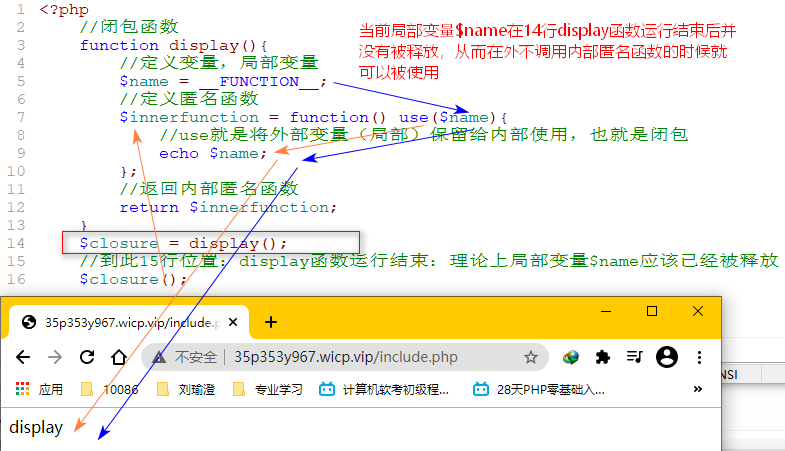 1 <?php
2 //闭包函数
3 function display(){
4 //定义变量，局部变量
5 $name = __FUNCTION__;
6 //定义匿名函数
7 $innerfunction = function() use($name){
8 //use就是将外部变量（局部）保留给内部使用，也就是闭包
9 echo $name;
10 };
11 //返回内部匿名函数
12 return $innerfunction;
13 }
14 $closure = display();
15 //到此15行位置：display函数运行结束：理论上局部变量$name应该已经被释放
16 $closure();
当前局部变量$name在14行display函数运行结束后并
没有被释放，从而在外不调用内部匿名函数的时候就
可以被使用
35p353y967.wicp.vip/include.p
不安全 35p353y967.wicp.vip/include.php
应用 10086 刘瑜澄 专业学习 计算机软考初级程... 28天PHP零基础入... »
NSI
display